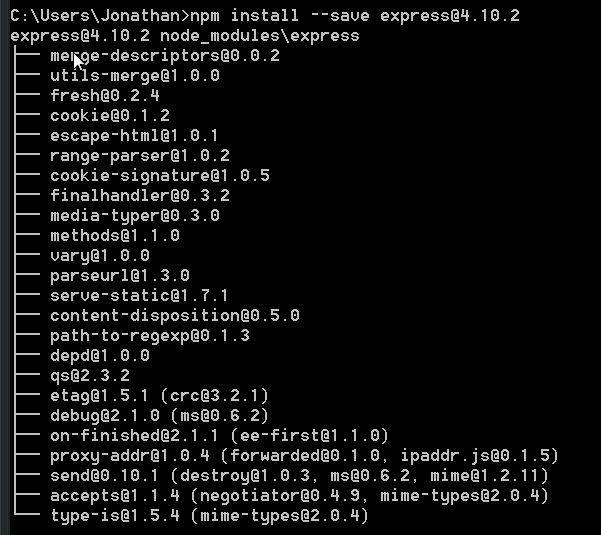 C:\Users\Jonathan>npm install --save express@4.10.2
express@4.10.2 node_modules\express
├── merge-descriptors@0.0.2
├── utils-merge@1.0.0
├── fresh@0.2.4
├── cookie@0.1.2
├── escape-html@1.0.1
├── range-parser@1.0.2
├── cookie-signature@1.0.5
├── finalhandler@0.3.2
├── media-typer@0.3.0
├── methods@1.1.0
├── vary@1.0.0
├── parseurl@1.3.0
├── serve-static@1.7.1
├── content-disposition@0.5.0
├── path-to-regexp@0.1.3
├── depd@1.0.0
├── qs@2.3.2
├── etag@1.5.1 (crc@3.2.1)
├── debug@2.1.0 (ms@0.6.2)
├── on-finished@2.1.1 (ee-first@1.1.0)
├── proxy-addr@1.0.4 (forwarded@0.1.0, ipaddr.js@0.1.5)
├── send@0.10.1 (destroy@1.0.3, ms@0.6.2, mime@1.2.11)
├── accepts@1.1.4 (negotiator@0.4.9, mime-types@2.0.4)
└── type-is@1.5.4 (mime-types@2.0.4)